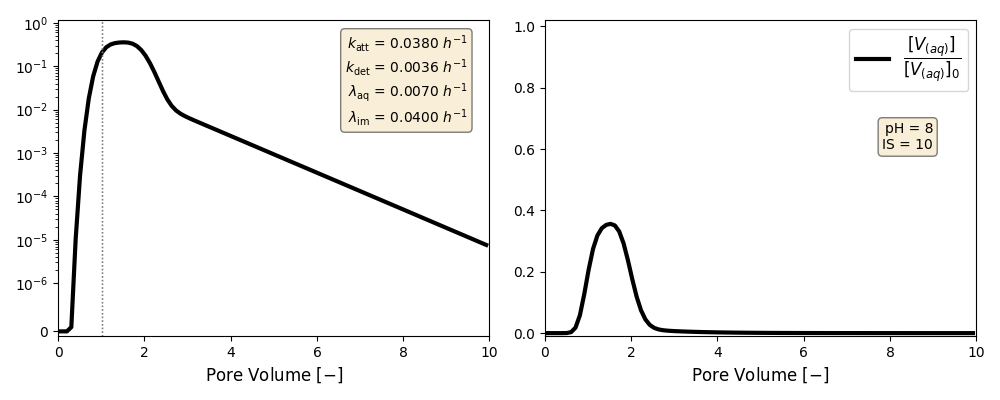 10⁰
10⁻¹
10⁻²
10⁻³
10⁻⁴
10⁻⁵
10⁻⁶
0
k_att = 0.0380 h⁻¹
k_det = 0.0036 h⁻¹
λ_aq = 0.0070 h⁻¹
λ_im = 0.0400 h⁻¹
0 2 4 6 8 10
Pore Volume [−]
1.0
0.8
0.6
0.4
0.2
0.0
[V_(aq)]
[V_(aq)]₀
pH = 8
IS = 10
0 2 4 6 8 10
Pore Volume [−]